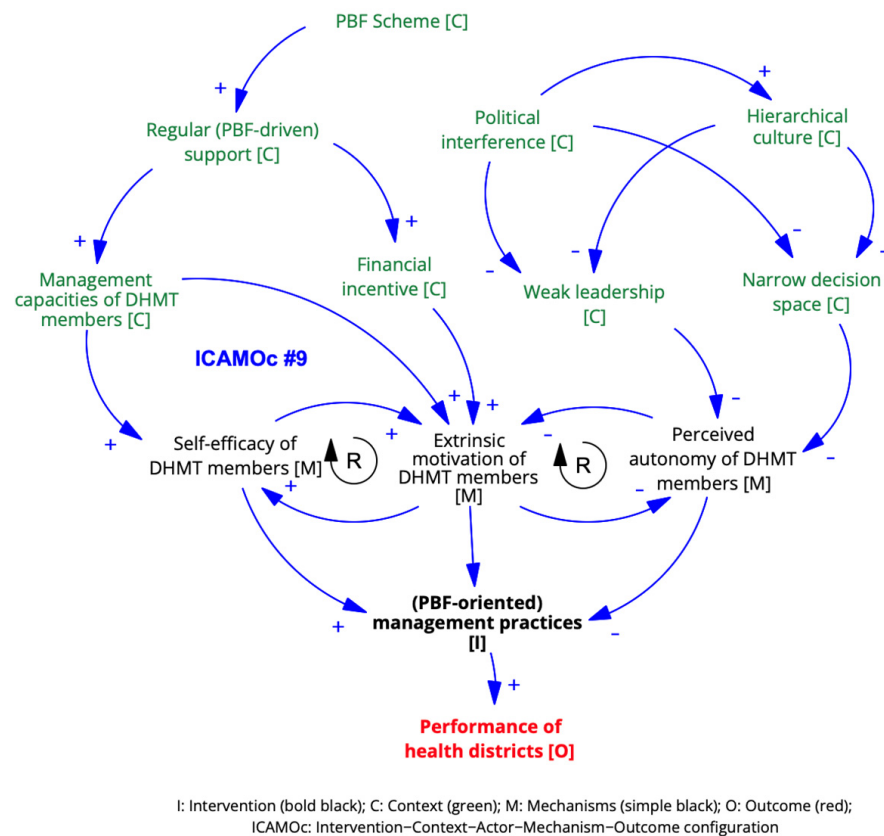 PBF Scheme [C]
+
+
Regular (PBF-driven)
support [C]
Political
interference [C]
Hierarchical
culture [C]
+
+
-
-
-
-
Management
capacities of DHMT
members [C]
Financial
incentive [C]
Weak leadership
[C]
Narrow decision
space [C]
ICAMOc #9
+
+
+
+
-
-
-
Self-efficacy of
DHMT members [M]
R
Extrinsic
motivation of
DHMT members
[M]
R
Perceived
autonomy of DHMT
members [M]
+
-
(PBF-oriented)
management practices
[I]
+
-
+
Performance of
health districts [O]
I: Intervention (bold black); C: Context (green); M: Mechanisms (simple black); O: Outcome (red);
ICAMOc: Intervention−Context−Actor−Mechanism−Outcome configuration